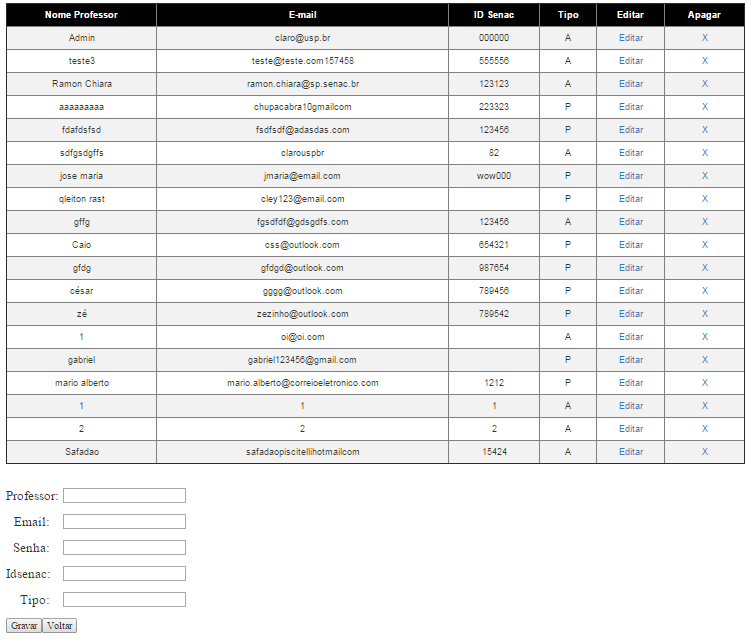 Nome Professor E-mail ID Senac Tipo Editar Apagar
Admin claro@usp.br 000000 A Editar X
teste3 teste@teste.com157458 555556 A Editar X
Ramon Chiara ramon.chiara@sp.senac.br 123123 A Editar X
aaaaaaaaa chupacabra10gmailcom 223323 P Editar X
fdafdsfsd fsdfsdf@adasdas.com 123456 P Editar X
sdfgsdgffs clarouspbr 82 A Editar X
jose maria jmaria@email.com wow000 P Editar X
qleiton rast cley123@email.com P Editar X
gffg fgsdfdf@gdsgdfs.com 123456 A Editar X
Caio css@outlook.com 654321 P Editar X
gfdg gfdgd@outlook.com 987654 P Editar X
césar gggg@outlook.com 789456 P Editar X
zé zezinho@outlook.com 789542 P Editar X
1 oi@oi.com A Editar X
gabriel gabriel123456@gmail.com P Editar X
mario alberto mario.alberto@correioeletronico.com 1212 P Editar X
1 1 1 A Editar X
2 2 2 A Editar X
Safadao safadaopiscitellihotmailcom 15424 A Editar X
Professor:
Email:
Senha:
Idsenac:
Tipo:
Gravar Voltar